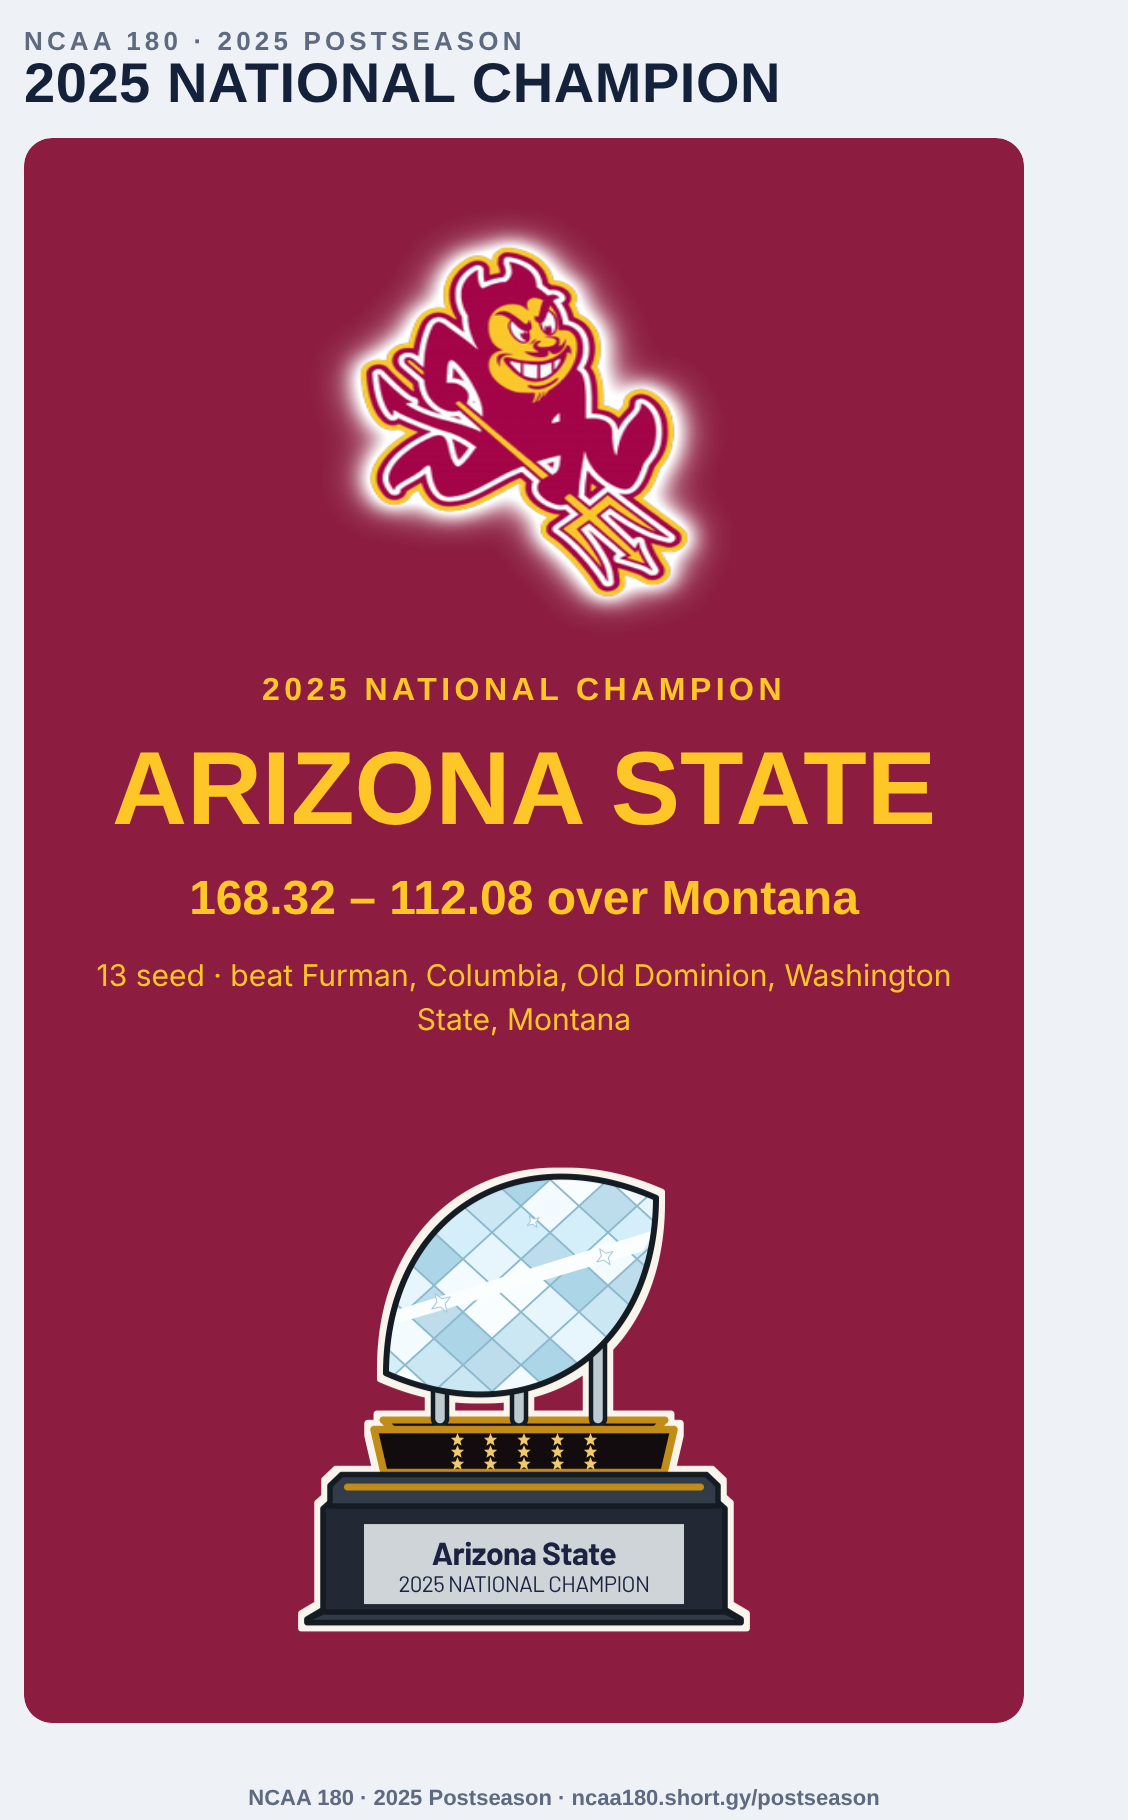 NCAA 180 · 2025 POSTSEASON
2025 NATIONAL CHAMPION
2025 NATIONAL CHAMPION
ARIZONA STATE
168.32 – 112.08 over Montana
13 seed · beat Furman, Columbia, Old Dominion, Washington
State, Montana
Arizona State
2025 NATIONAL CHAMPION
NCAA 180 · 2025 Postseason · ncaa180.short.gy/postseason